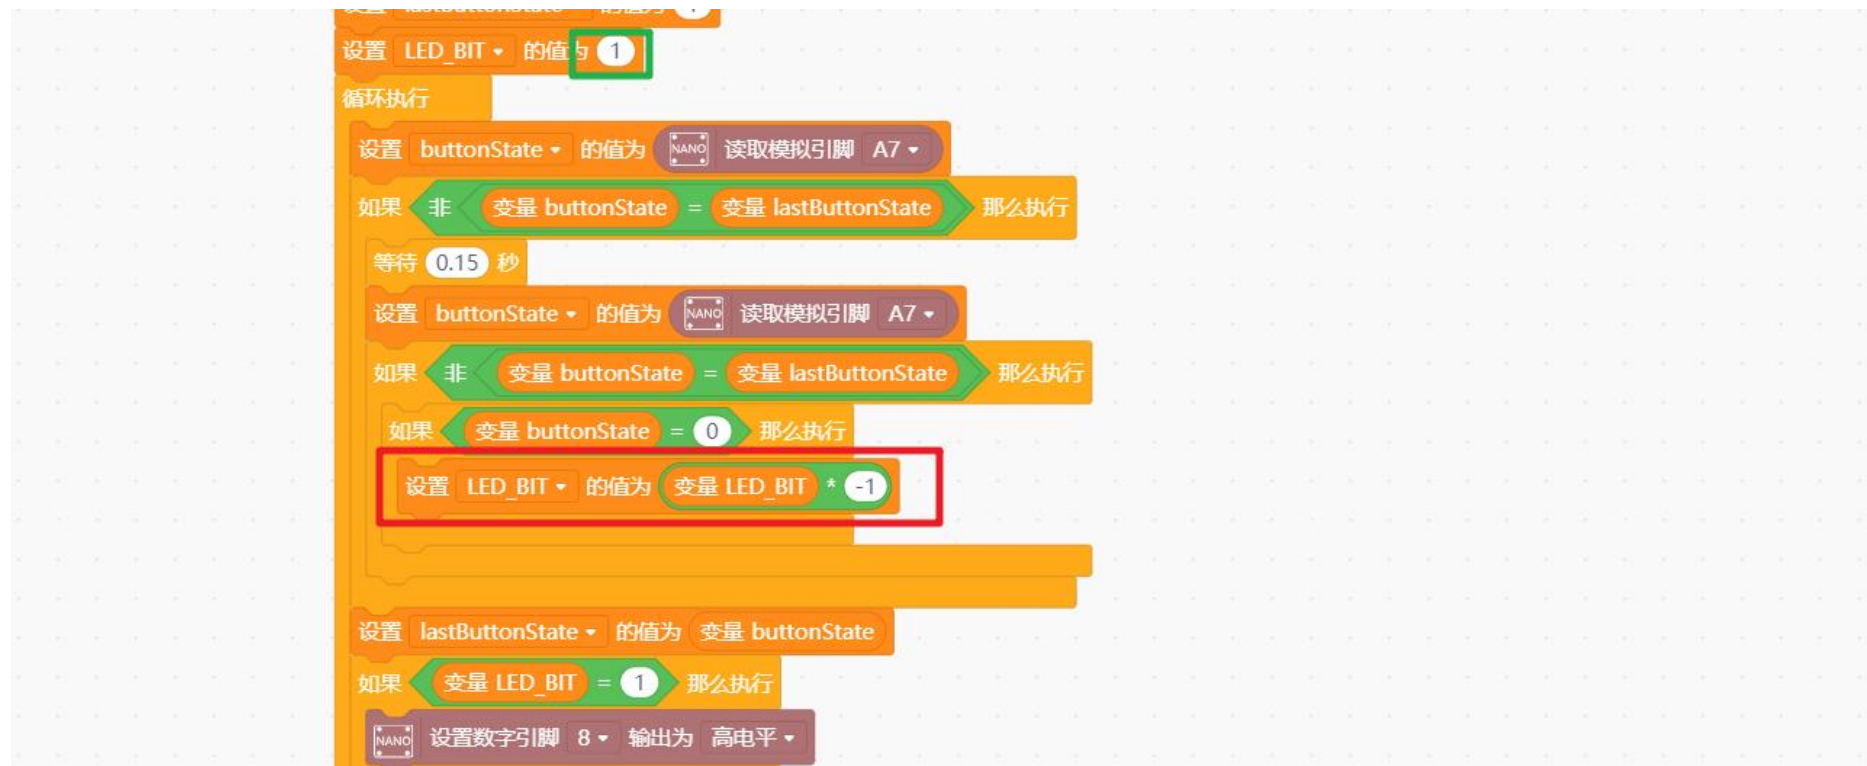 设置 LED_BIT 的值为 1
循环执行
设置 buttonState 的值为 NANO 读取模拟引脚 A7
如果 非 变量 buttonState = 变量 lastButtonState 那么执行
等待 0.15 秒
设置 buttonState 的值为 NANO 读取模拟引脚 A7
如果 非 变量 buttonState = 变量 lastButtonState 那么执行
如果 变量 buttonState = 0 那么执行
设置 LED_BIT 的值为 变量 LED_BIT * -1
设置 lastButtonState 的值为 变量 buttonState
如果 变量 LED_BIT = 1 那么执行
NANO 设置数字引脚 8 输出为 高电平